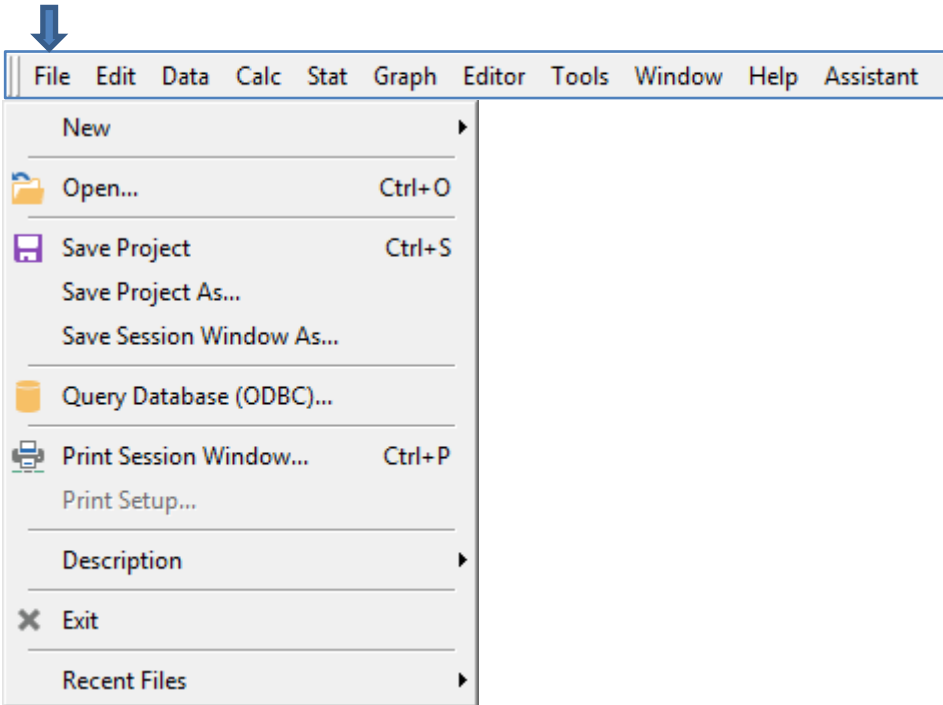 File Edit Data Calc Stat Graph Editor Tools Window Help Assistant
New
Open... Ctrl+O
Save Project Ctrl+S
Save Project As...
Save Session Window As...
Query Database (ODBC)...
Print Session Window... Ctrl+P
Print Setup...
Description
Exit
Recent Files